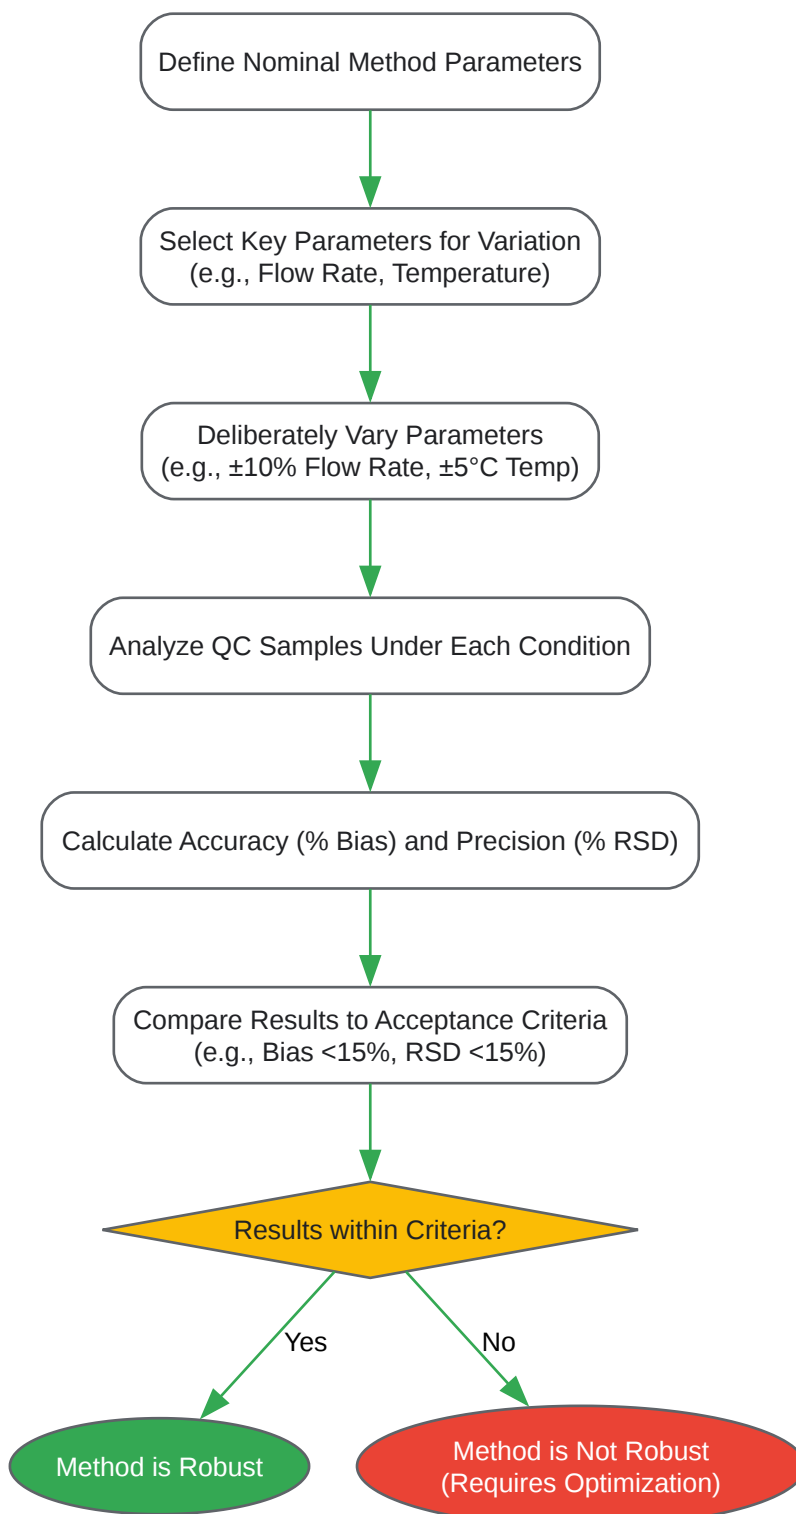 Define Nominal Method Parameters
Select Key Parameters for Variation
(e.g., Flow Rate, Temperature)
Deliberately Vary Parameters
(e.g., ±10% Flow Rate, ±5°C Temp)
Analyze QC Samples Under Each Condition
Calculate Accuracy (% Bias) and Precision (% RSD)
Compare Results to Acceptance Criteria
(e.g., Bias <15%, RSD <15%)
Results within Criteria?
Yes
No
Method is Robust
Method is Not Robust
(Requires Optimization)